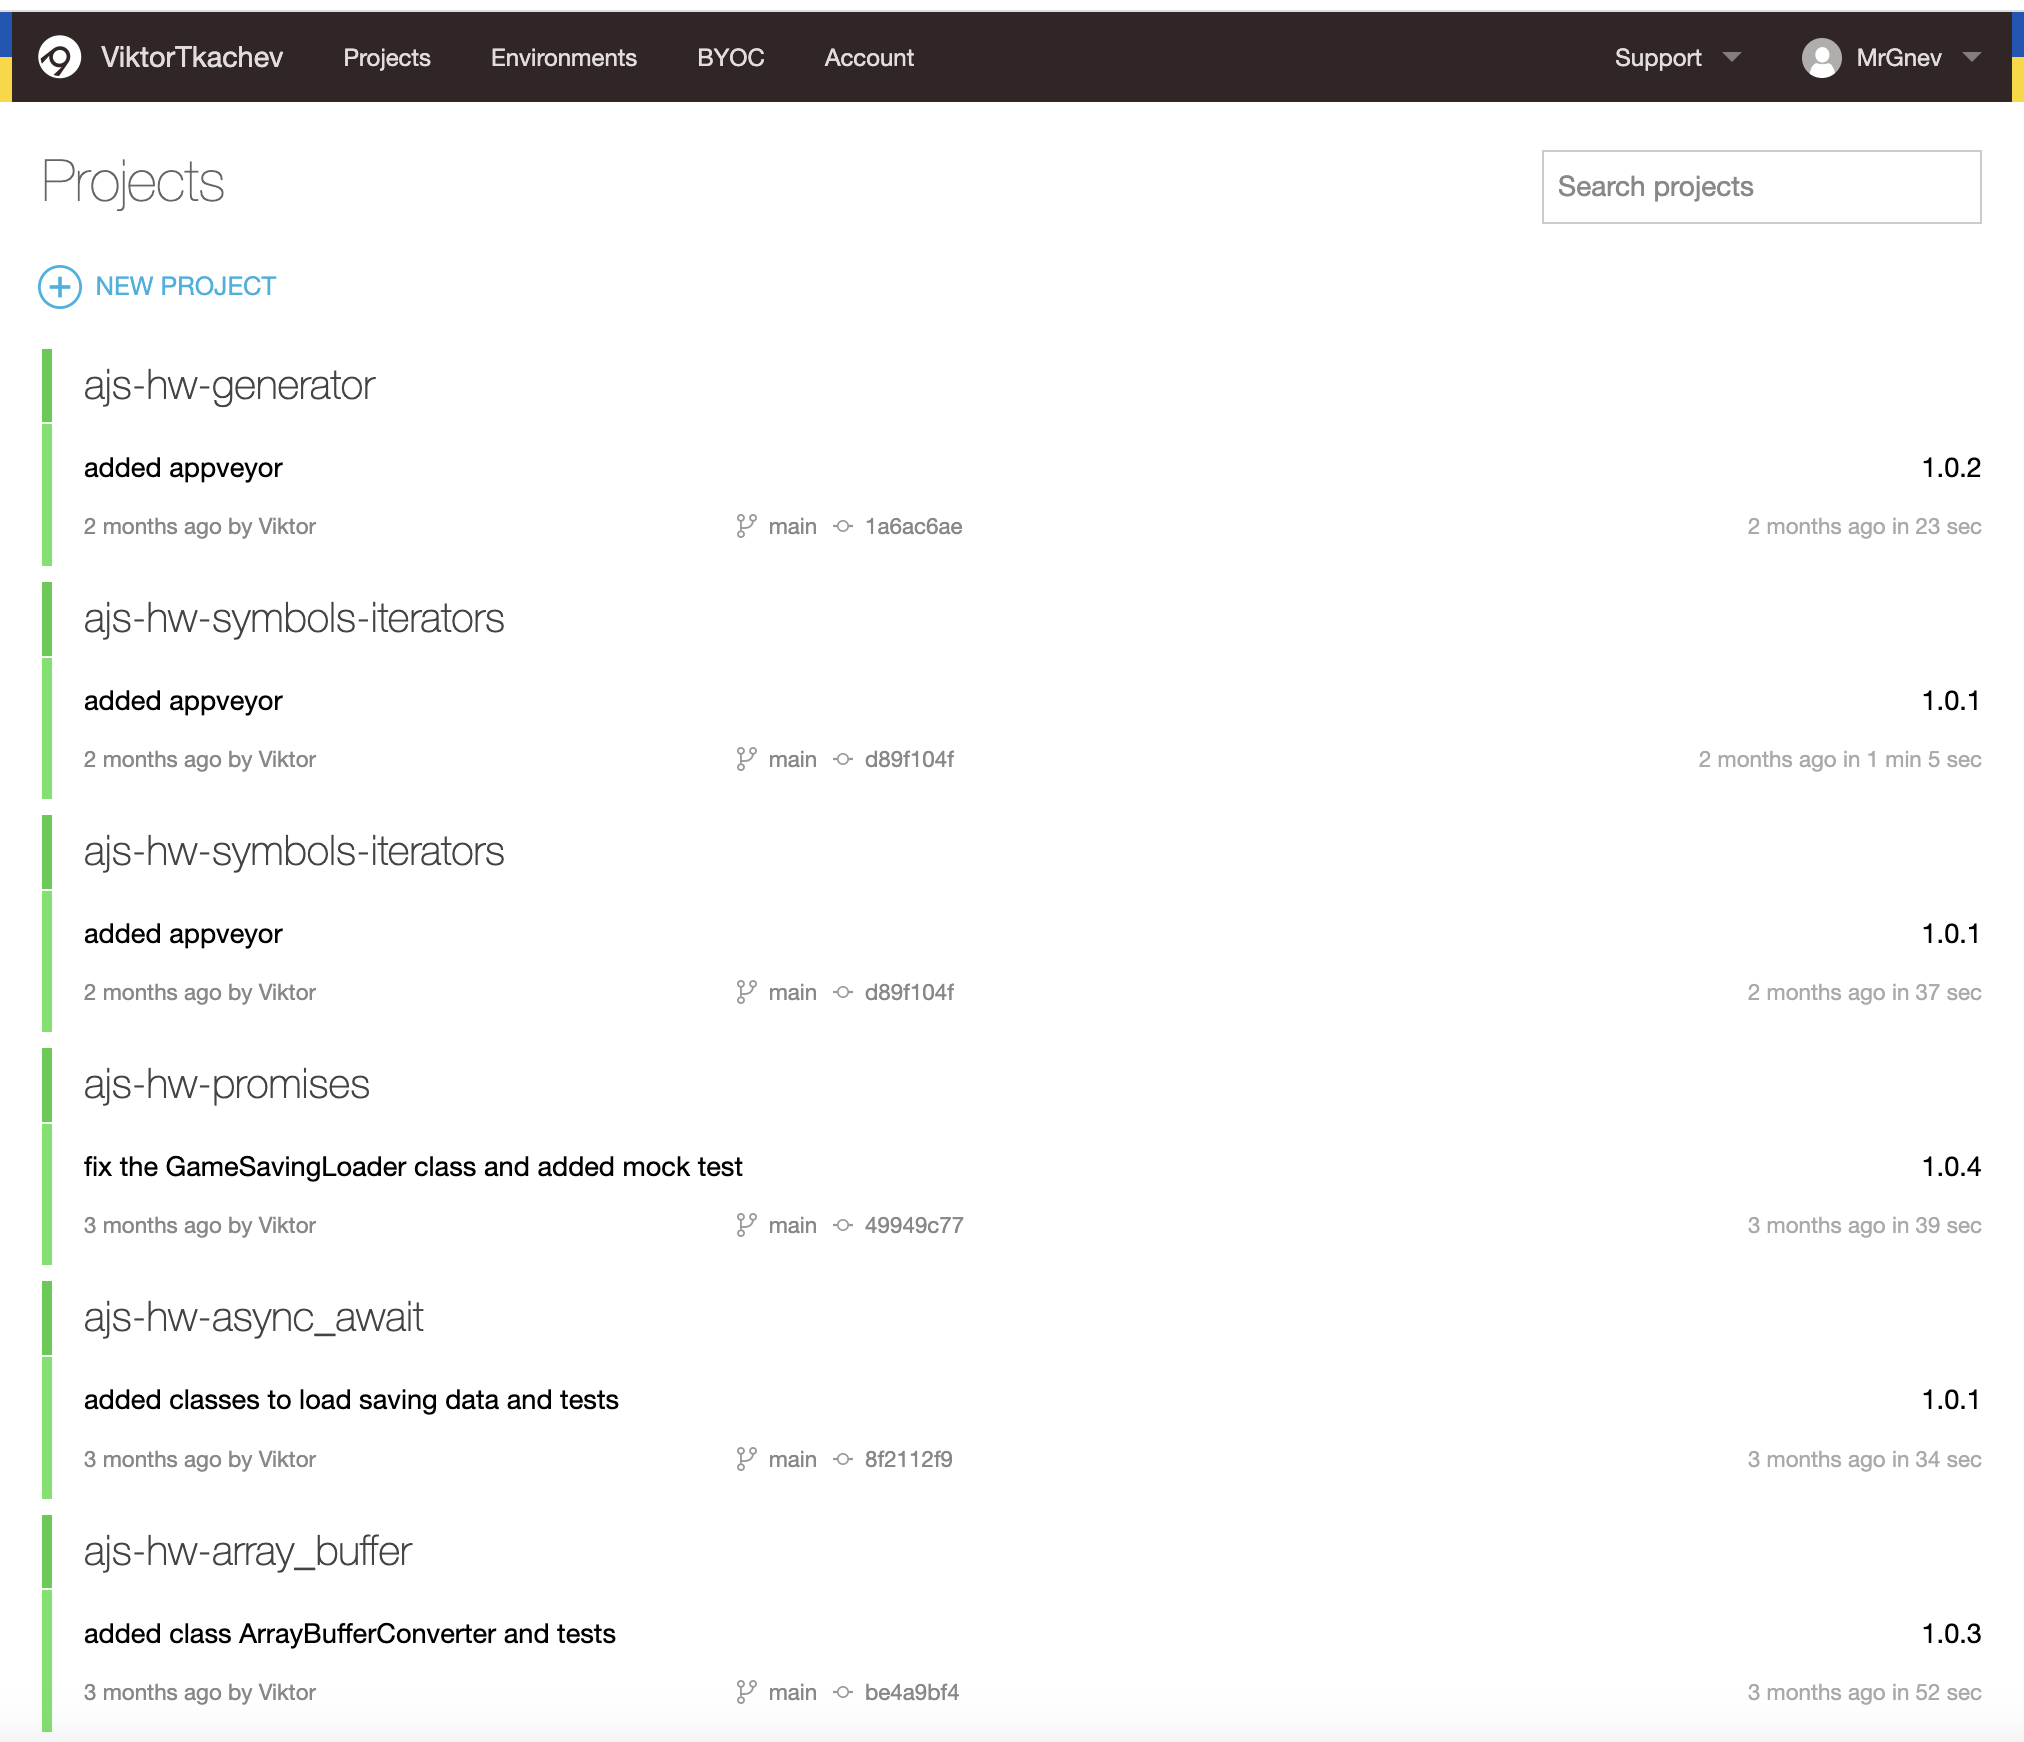 ViktorTkachev Projects Environments BYOC Account Support MrGnev
Projects
Search projects
NEW PROJECT
ajs-hw-generator
added appveyor 1.0.2
2 months ago by Viktor main 1a6ac6ae 2 months ago in 23 sec
ajs-hw-symbols-iterators
added appveyor 1.0.1
2 months ago by Viktor main d89f104f 2 months ago in 1 min 5 sec
ajs-hw-symbols-iterators
added appveyor 1.0.1
2 months ago by Viktor main d89f104f 2 months ago in 37 sec
ajs-hw-promises
fix the GameSavingLoader class and added mock test 1.0.4
3 months ago by Viktor main 49949c77 3 months ago in 39 sec
ajs-hw-async_await
added classes to load saving data and tests 1.0.1
3 months ago by Viktor main 8f2112f9 3 months ago in 34 sec
ajs-hw-array_buffer
added class ArrayBufferConverter and tests 1.0.3
3 months ago by Viktor main be4a9bf4 3 months ago in 52 sec